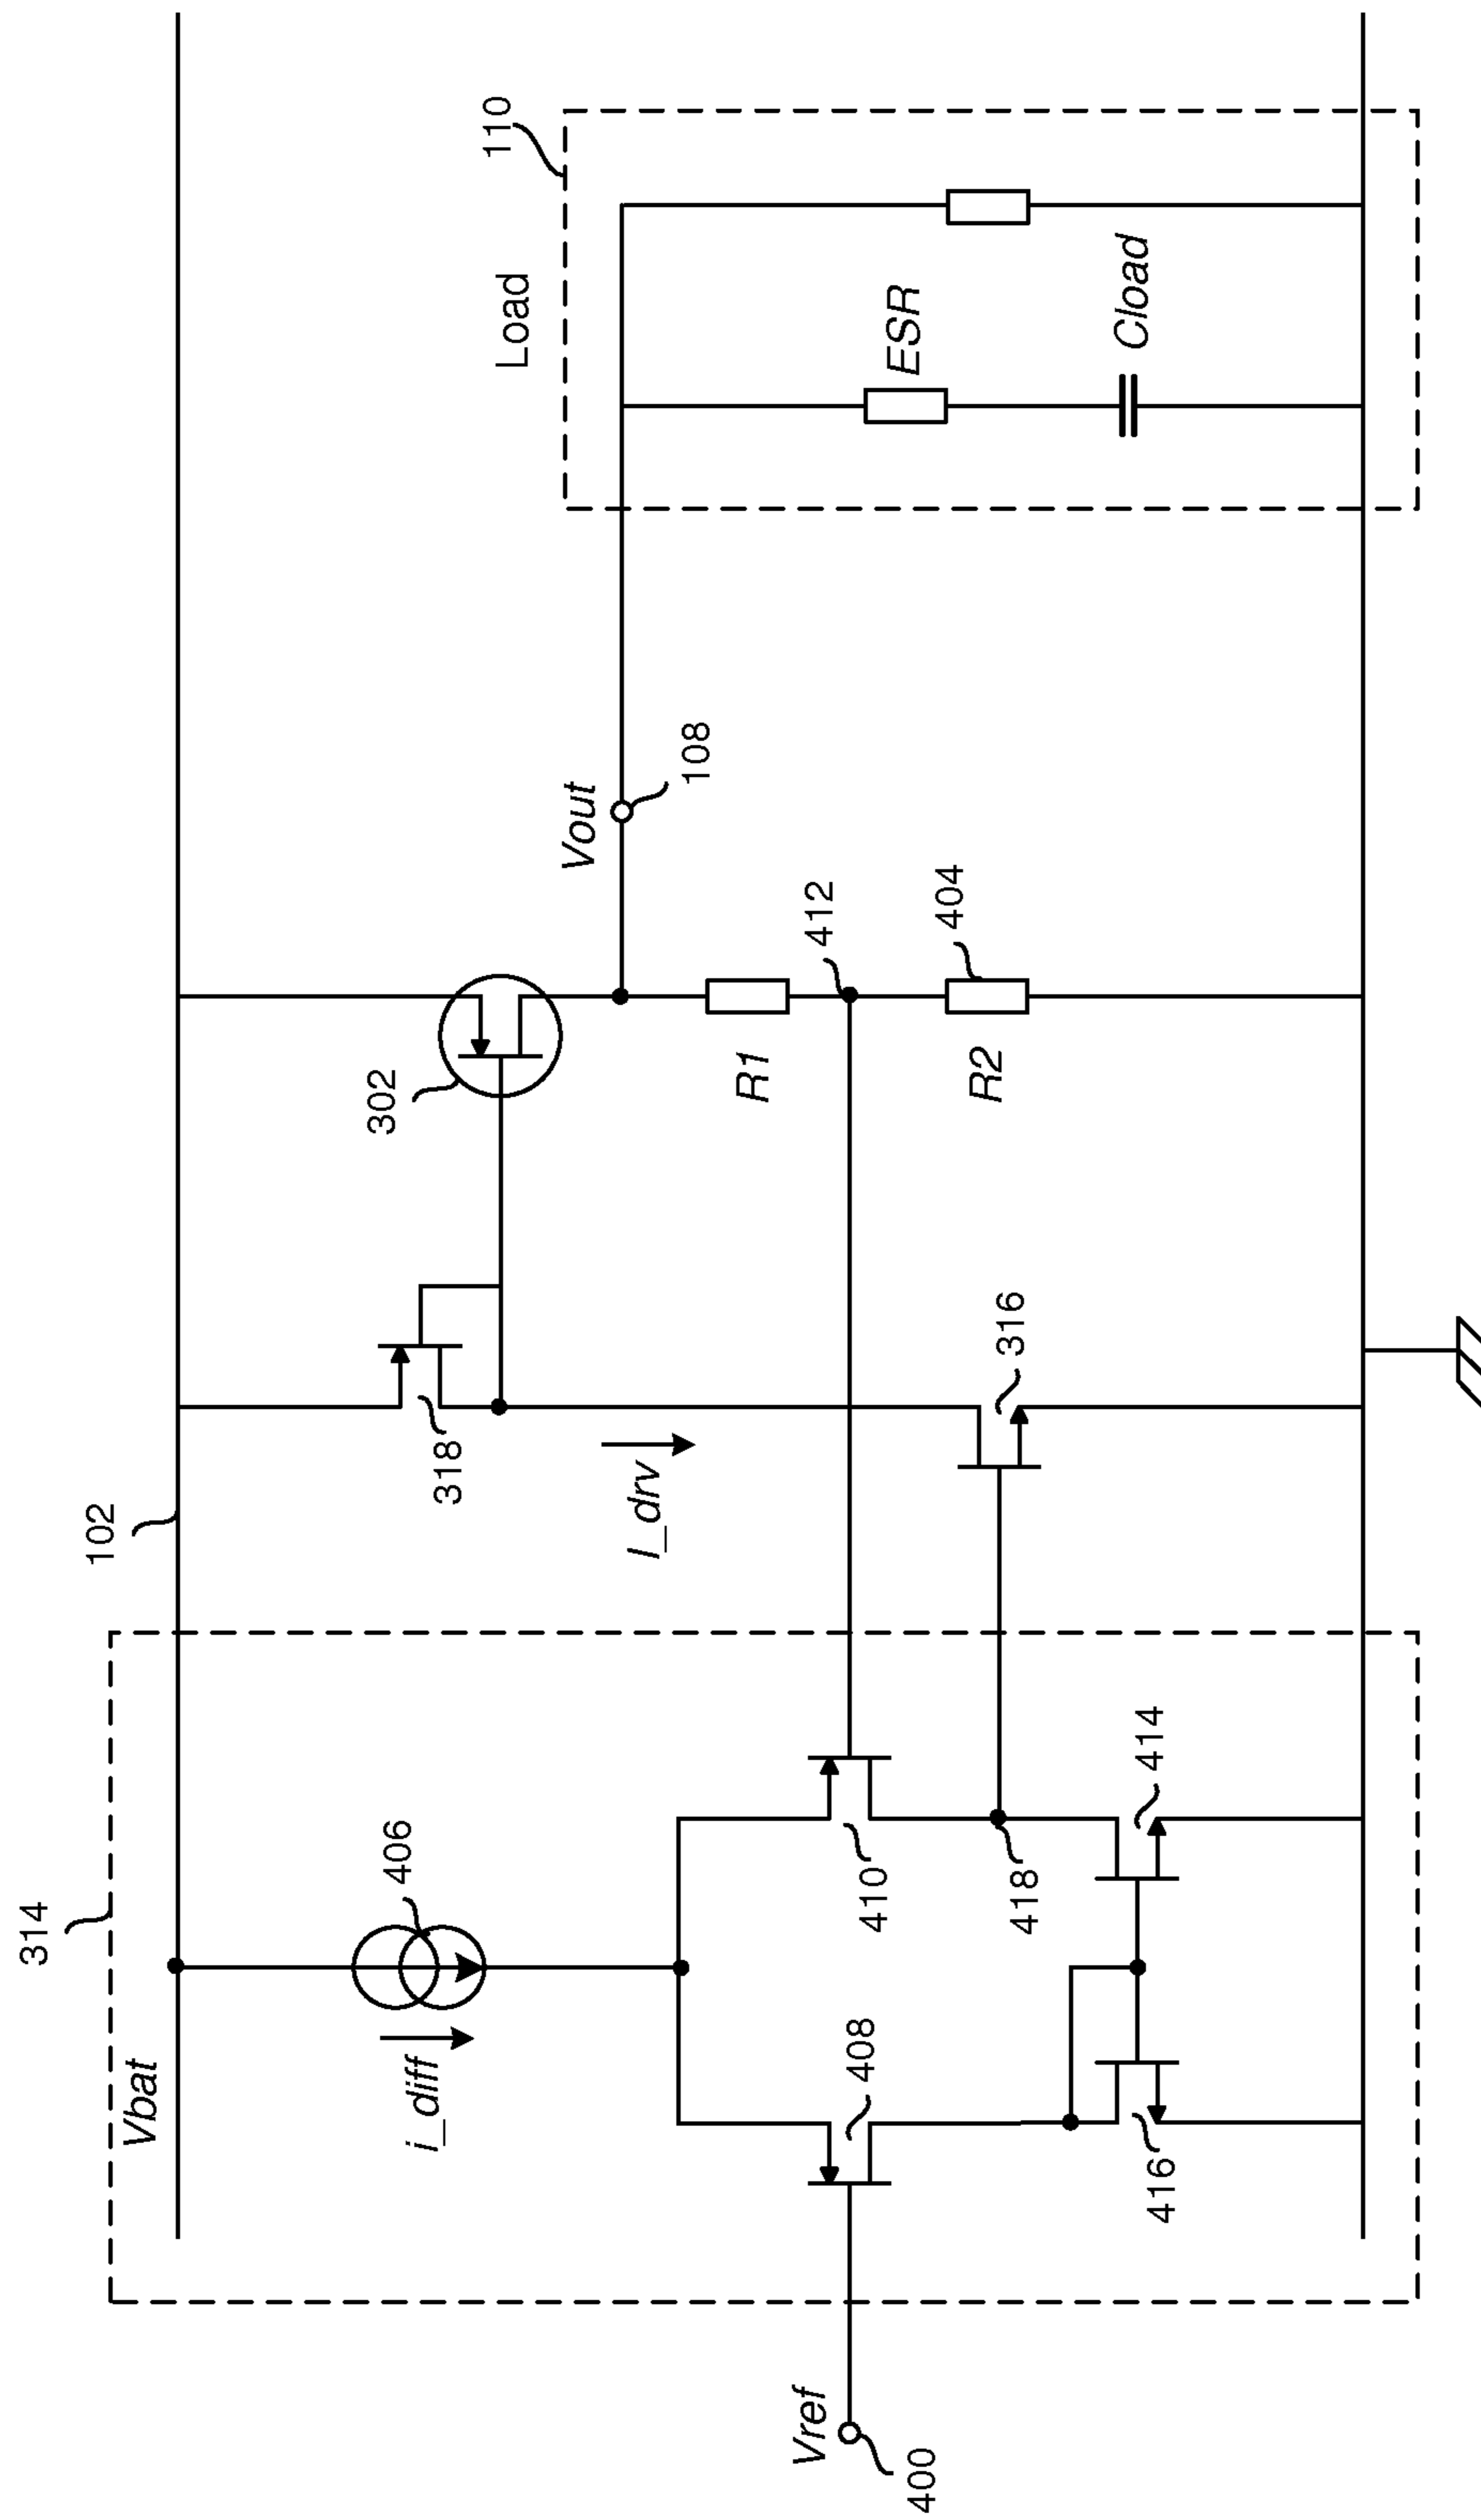 314
Vbat
102
406
i_diff
318
I_drv
302
Vout
108
Load
110
Vref
400
408
410
412
R1
404
R2
418
316
416
414
ESR
Cload